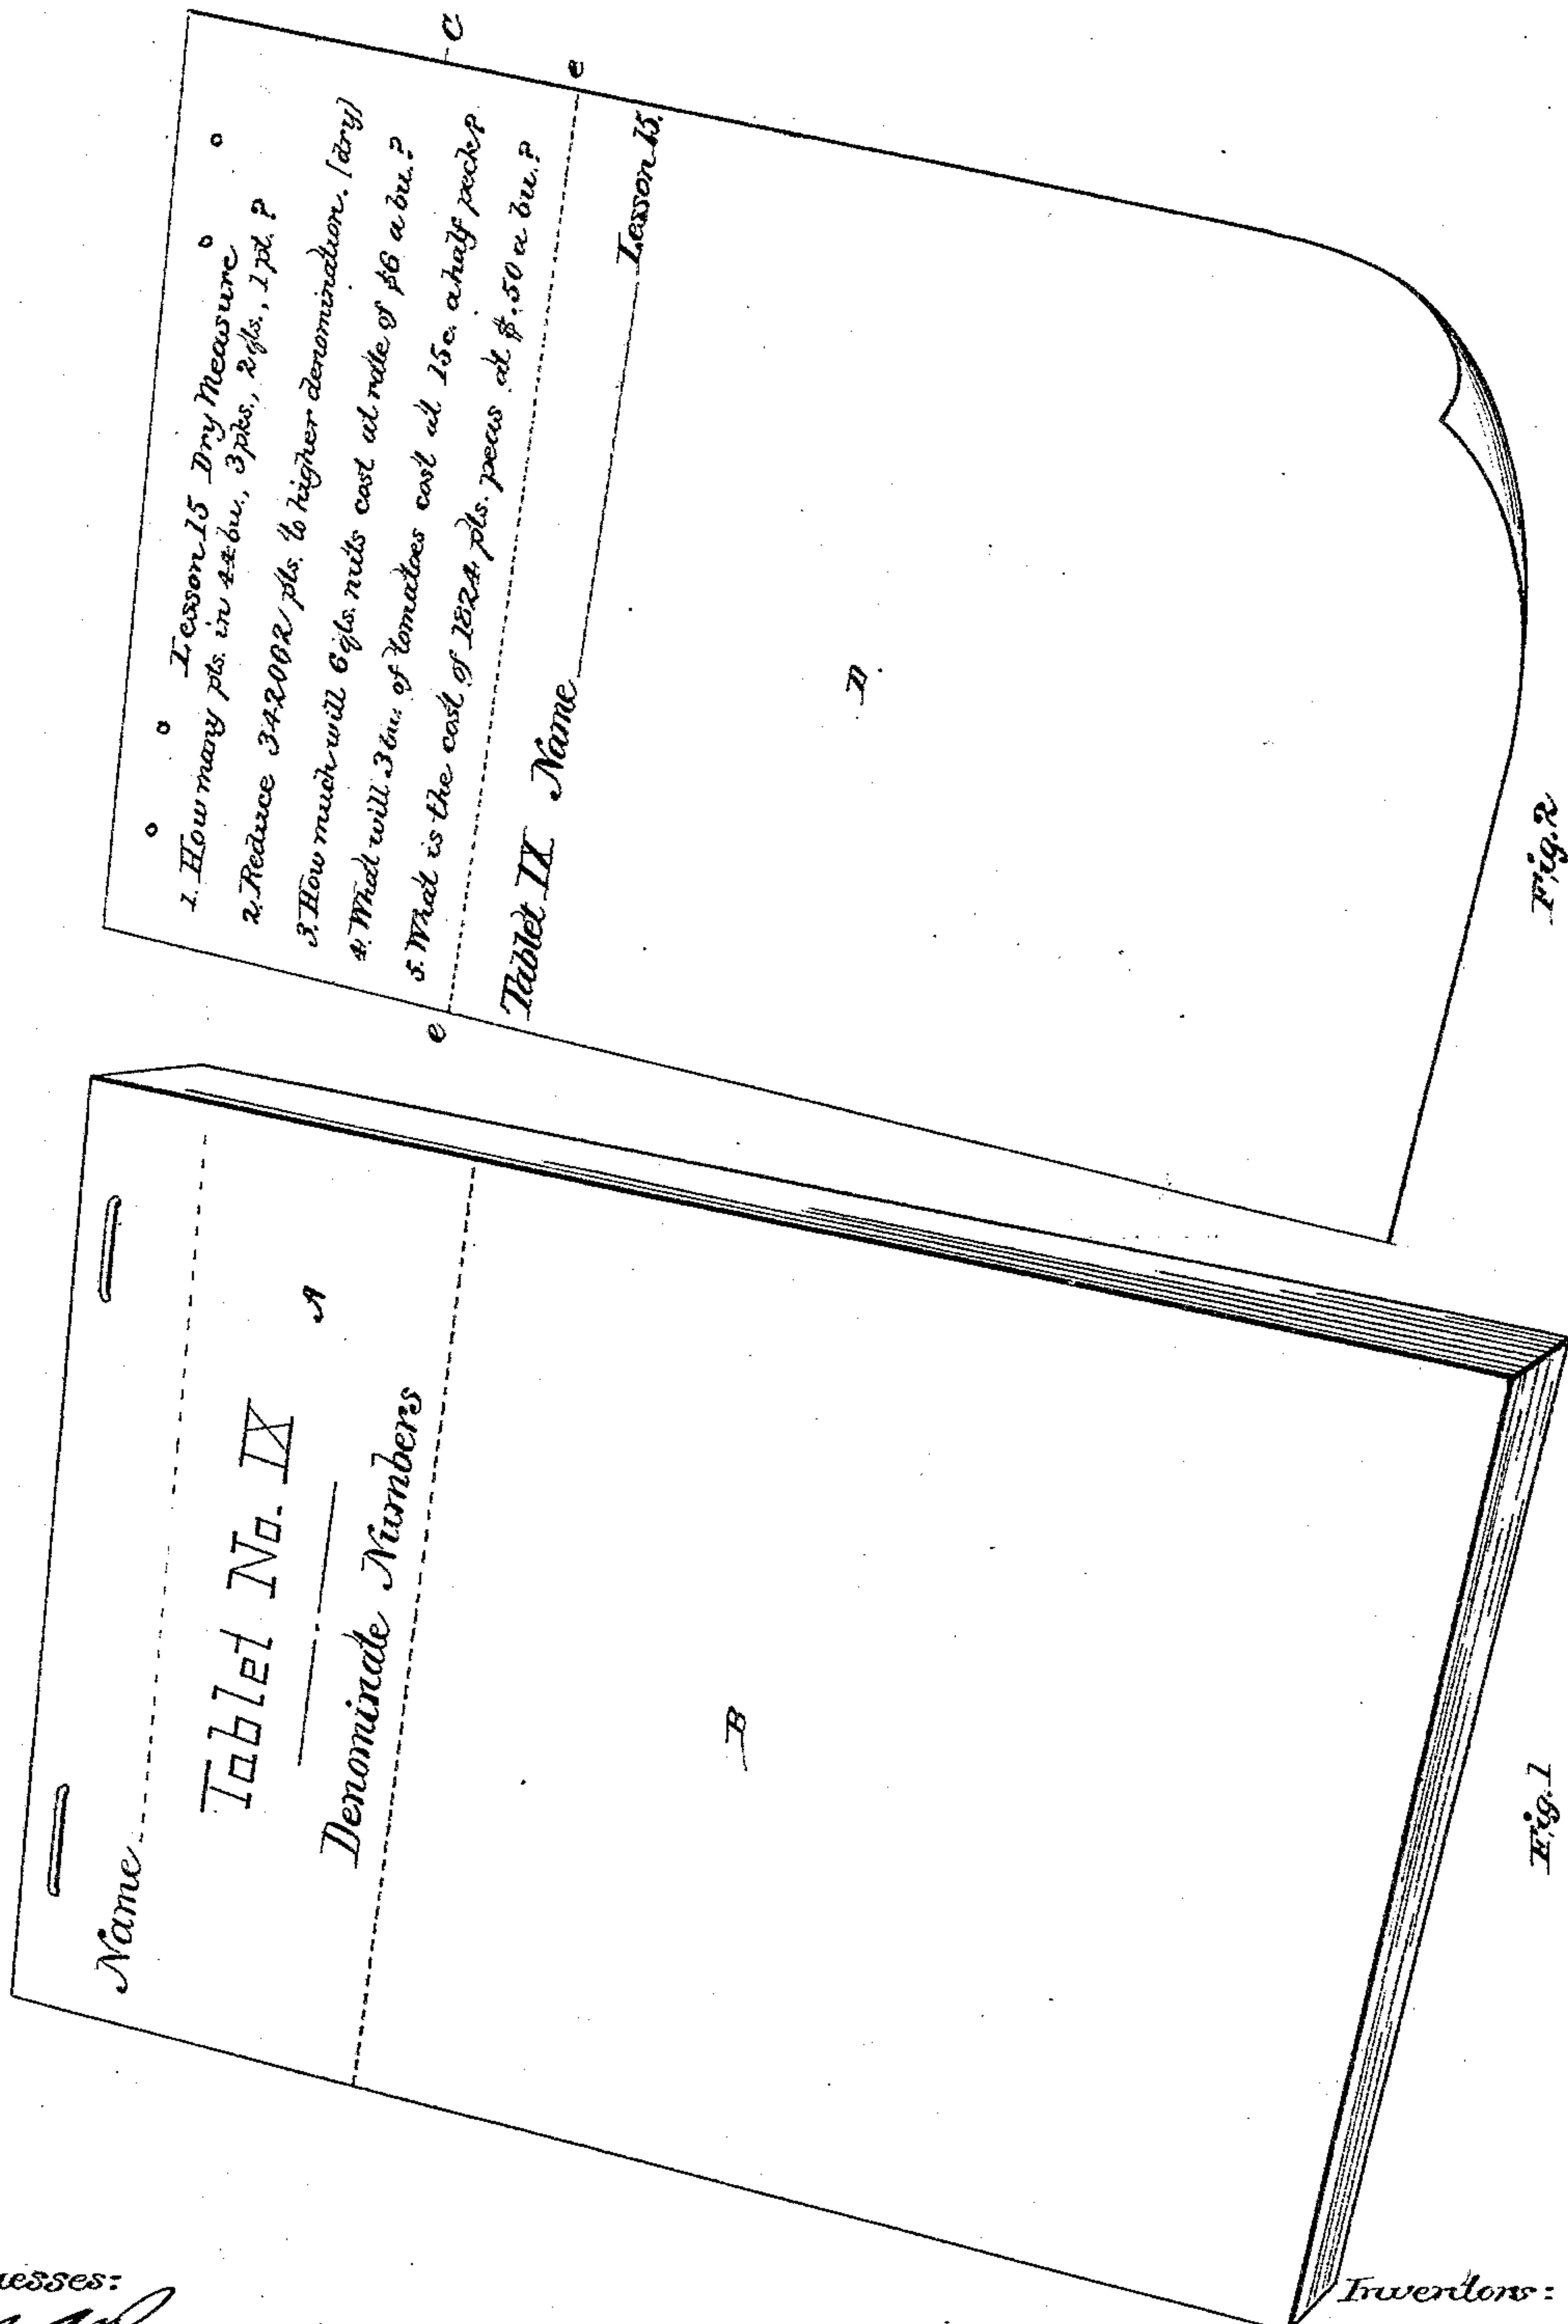 C
e
Lesson 15 Dry Measure
1. How many pts. in 44 bu., 3 pks., 2 qts., 1 pt.?
2. Reduce 342062 pts. to higher denomination. [dry]
3. How much will 6 qts. nuts cost at rate of $6 a bu.?
4. What will 3 bu. of tomatoes cost at 15c. a half peck?
5. What is the cost of 1824 pts. peas at $.50 a bu.?
e
Tablet IX Name Lesson 15.
D.
Fig. 2
Name
Tablet No. IX
A
Denominate Numbers
B
Fig. 1
esses:
Inventors: